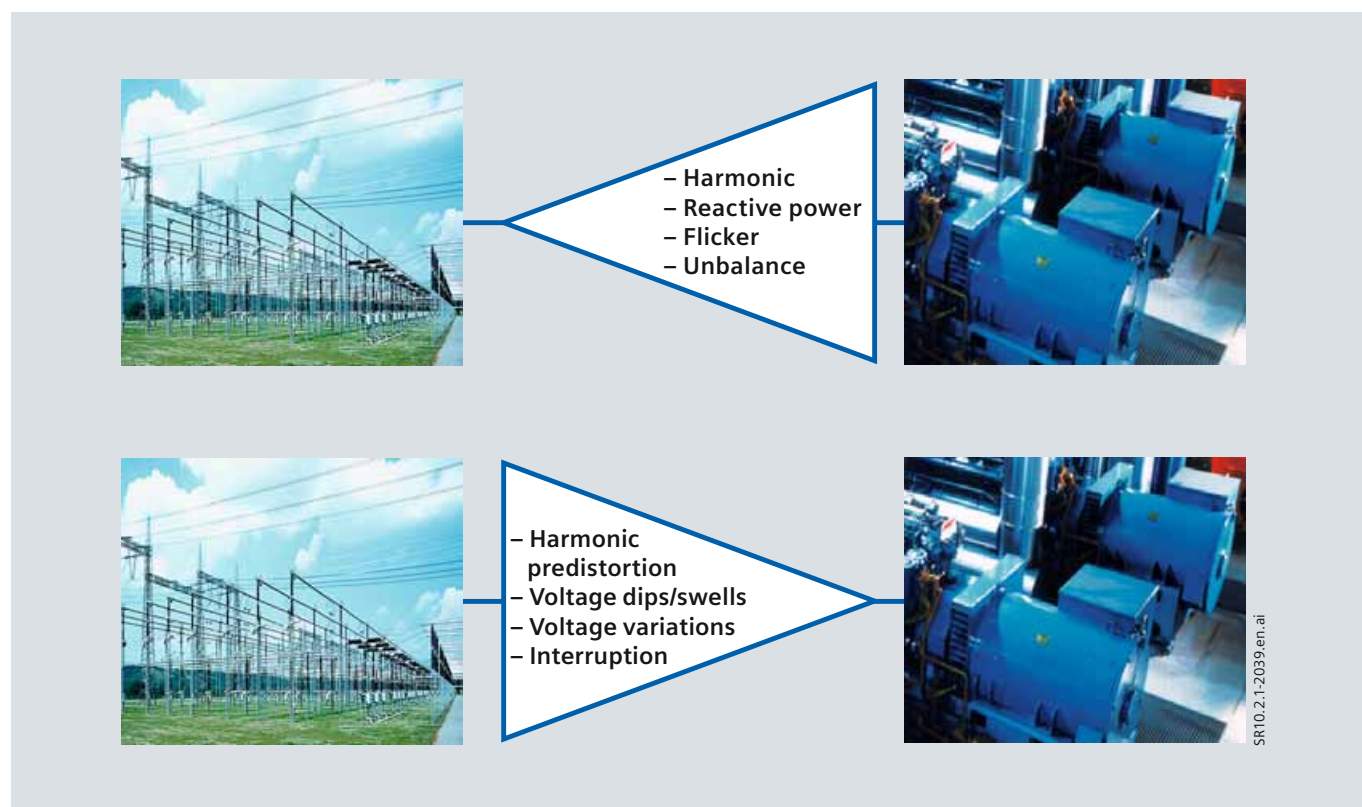 – Harmonic
– Reactive power
– Flicker
– Unbalance
– Harmonic
predistortion
– Voltage dips/swells
– Voltage variations
– Interruption
SR10.2.1-2039.en.ai